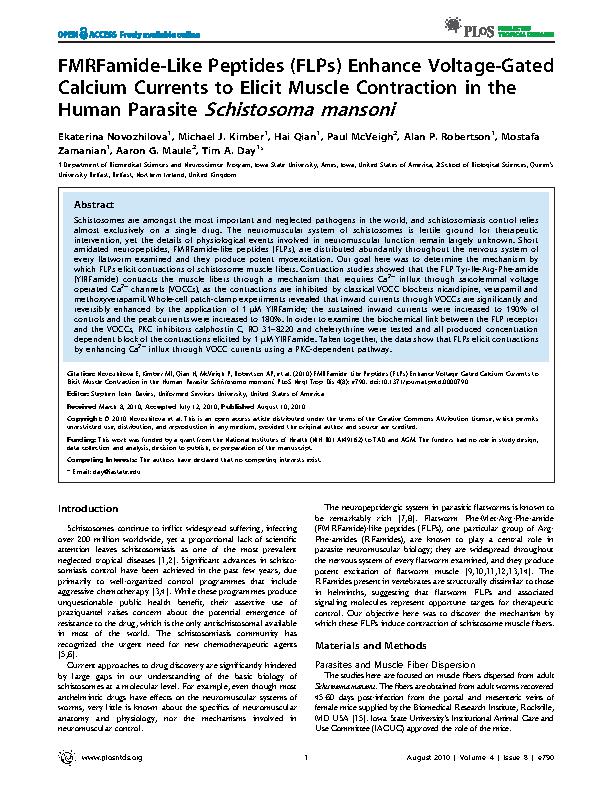 OPEN ACCESS Freely available online
PLoS NEGLECTED TROPICAL DISEASES
FMRFamide-Like Peptides (FLPs) Enhance Voltage-Gated
Calcium Currents to Elicit Muscle Contraction in the
Human Parasite Schistosoma mansoni
Ekaterina Novozhilova1, Michael J. Kimber1, Hai Qian1, Paul McVeigh2, Alan P. Robertson1, Mostafa
Zamanian1, Aaron G. Maule2, Tim A. Day1*
1 Department of Biomedical Sciences and Neuroscience Program, Iowa State University, Ames, Iowa, United States of America, 2 School of Biological Sciences, Queen's
University Belfast, Belfast, Northern Ireland, United Kingdom
Abstract
Schistosomes are amongst the most important and neglected pathogens in the world, and schistosomiasis control relies
almost exclusively on a single drug. The neuromuscular system of schistosomes is fertile ground for therapeutic
intervention, yet the details of physiological events involved in neuromuscular function remain largely unknown. Short
amidated neuropeptides, FMRFamide-like peptides (FLPs), are distributed abundantly throughout the nervous system of
every flatworm examined and they produce potent myoexcitation. Our goal here was to determine the mechanism by
which FLPs elicit contractions of schistosome muscle fibers. Contraction studies showed that the FLP Tyr-Ile-Arg-Phe-amide
(YIRFamide) contracts the muscle fibers through a mechanism that requires Ca2+ influx through sarcolemmal voltage
operated Ca2+ channels (VOCCs), as the contractions are inhibited by classical VOCC blockers nicardipine, verapamil and
methoxyverapamil. Whole-cell patch-clamp experiments revealed that inward currents through VOCCs are significantly and
reversibly enhanced by the application of 1 µM YIRFamide; the sustained inward currents were increased to 190% of
controls and the peak currents were increased to 180%. In order to examine the biochemical link between the FLP receptor
and the VOCCs, PKC inhibitors calphostin C, RO 31–8220 and chelerythrine were tested and all produced concentration
dependent block of the contractions elicited by 1 µM YIRFamide. Taken together, the data show that FLPs elicit contractions
by enhancing Ca2+ influx through VOCC currents using a PKC-dependent pathway.
Citation: Novozhilova E, Kimber MJ, Qian H, McVeigh P, Robertson AP, et al. (2010) FMRFamide-Like Peptides (FLPs) Enhance Voltage-Gated Calcium Currents to
Elicit Muscle Contraction in the Human Parasite Schistosoma mansoni. PLoS Negl Trop Dis 4(8): e790. doi:10.1371/journal.pntd.0000790
Editor: Stephen John Davies, Uniformed Services University, United States of America
Received March 8, 2010; Accepted July 12, 2010; Published August 10, 2010
Copyright: © 2010 Novozhilova et al. This is an open-access article distributed under the terms of the Creative Commons Attribution License, which permits
unrestricted use, distribution, and reproduction in any medium, provided the original author and source are credited.
Funding: This work was funded by a grant from the National Institutes of Health (NIH R01 AI49162) to TAD and AGM. The funders had no role in study design,
data collection and analysis, decision to publish, or preparation of the manuscript.
Competing Interests: The authors have declared that no competing interests exist.
* Email: day@iastate.edu
Introduction
Schistosomes continue to inflict widespread suffering, infecting
over 200 million worldwide, yet a proportional lack of scientific
attention leaves schistosomiasis as one of the most prevalent
neglected tropical diseases [1,2]. Significant advances in schisto-
somiasis control have been achieved in the past few years, due
primarily to well-organized control programmes that include
aggressive chemotherapy [3,4]. While these programmes produce
unquestionable public health benefit, their assertive use of
praziquantel raises concern about the potential emergence of
resistance to the drug, which is the only antischistosomal available
in most of the world. The schistosomiasis community has
recognized the urgent need for new chemotherapeutic agents
[5,6].
Current approaches to drug discovery are significantly hindered
by large gaps in our understanding of the basic biology of
schistosomes at a molecular level. For example, even though most
anthelmintic drugs have effects on the neuromuscular systems of
worms, very little is known about the specifics of neuromuscular
anatomy and physiology, nor the mechanisms involved in
neuromuscular control.
The neuropeptidergic system in parasitic flatworms is known to
be remarkably rich [7,8]. Flatworm Phe-Met-Arg-Phe-amide
(FMRFamide)-like peptides (FLPs), one particular group of Arg-
Phe-amides (RFamides), are known to play a central role in
parasite neuromuscular biology; they are widespread throughout
the nervous system of every flatworm examined, and they produce
potent excitation of flatworm muscle [9,10,11,12,13,14]. The
RFamides present in vertebrates are structurally dissimilar to those
in helminths, suggesting that flatworm FLPs and associated
signaling molecules represent opportune targets for therapeutic
control. Our objective here was to discover the mechanism by
which these FLPs induce contraction of schistosome muscle fibers.
Materials and Methods
Parasites and Muscle Fiber Dispersion
The studies here are focused on muscle fibers dispersed from adult
Schistosoma mansoni. The fibers are obtained from adult worms recovered
45-60 days post-infection from the portal and mesenteric veins of
female mice supplied by the Biomedical Research Institute, Rockville,
MD USA [15]. Iowa State University's Institutional Animal Care and
Use Committee (IACUC) approved the role of the mice.
www.plosntds.org
1
August 2010 | Volume 4 | Issue 8 | e790